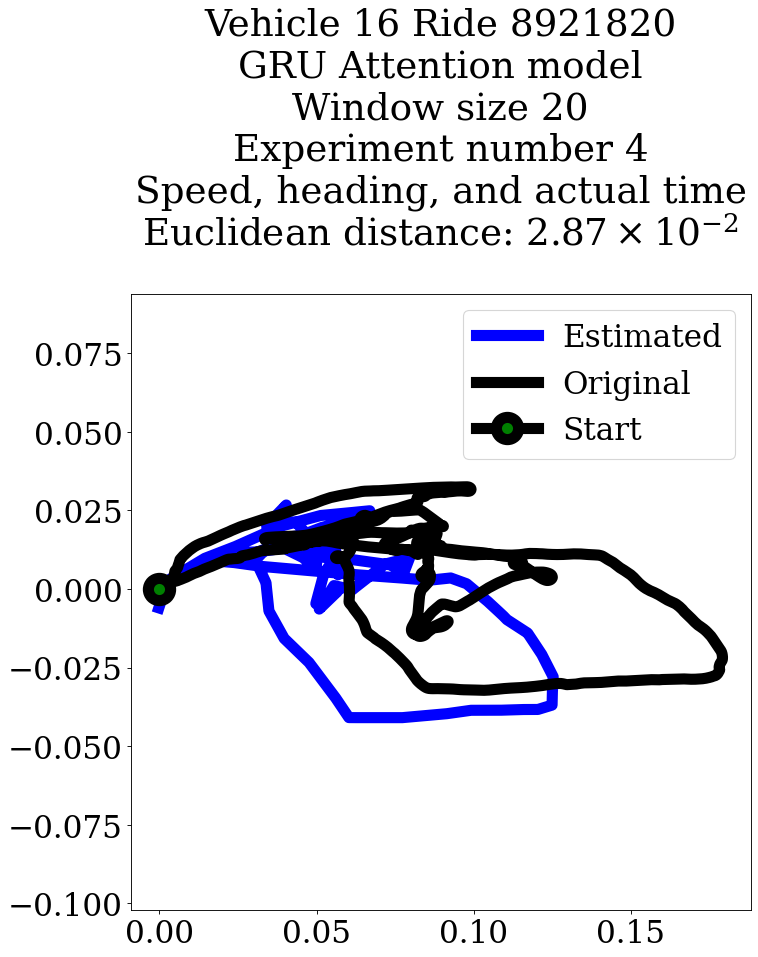 Vehicle 16 Ride 8921820
GRU Attention model
Window size 20
Experiment number 4
Speed, heading, and actual time
Euclidean distance: 2.87 × 10⁻²
Estimated
Original
Start
0.075
0.050
0.025
0.000
−0.025
−0.050
−0.075
−0.100
0.00 0.05 0.10 0.15